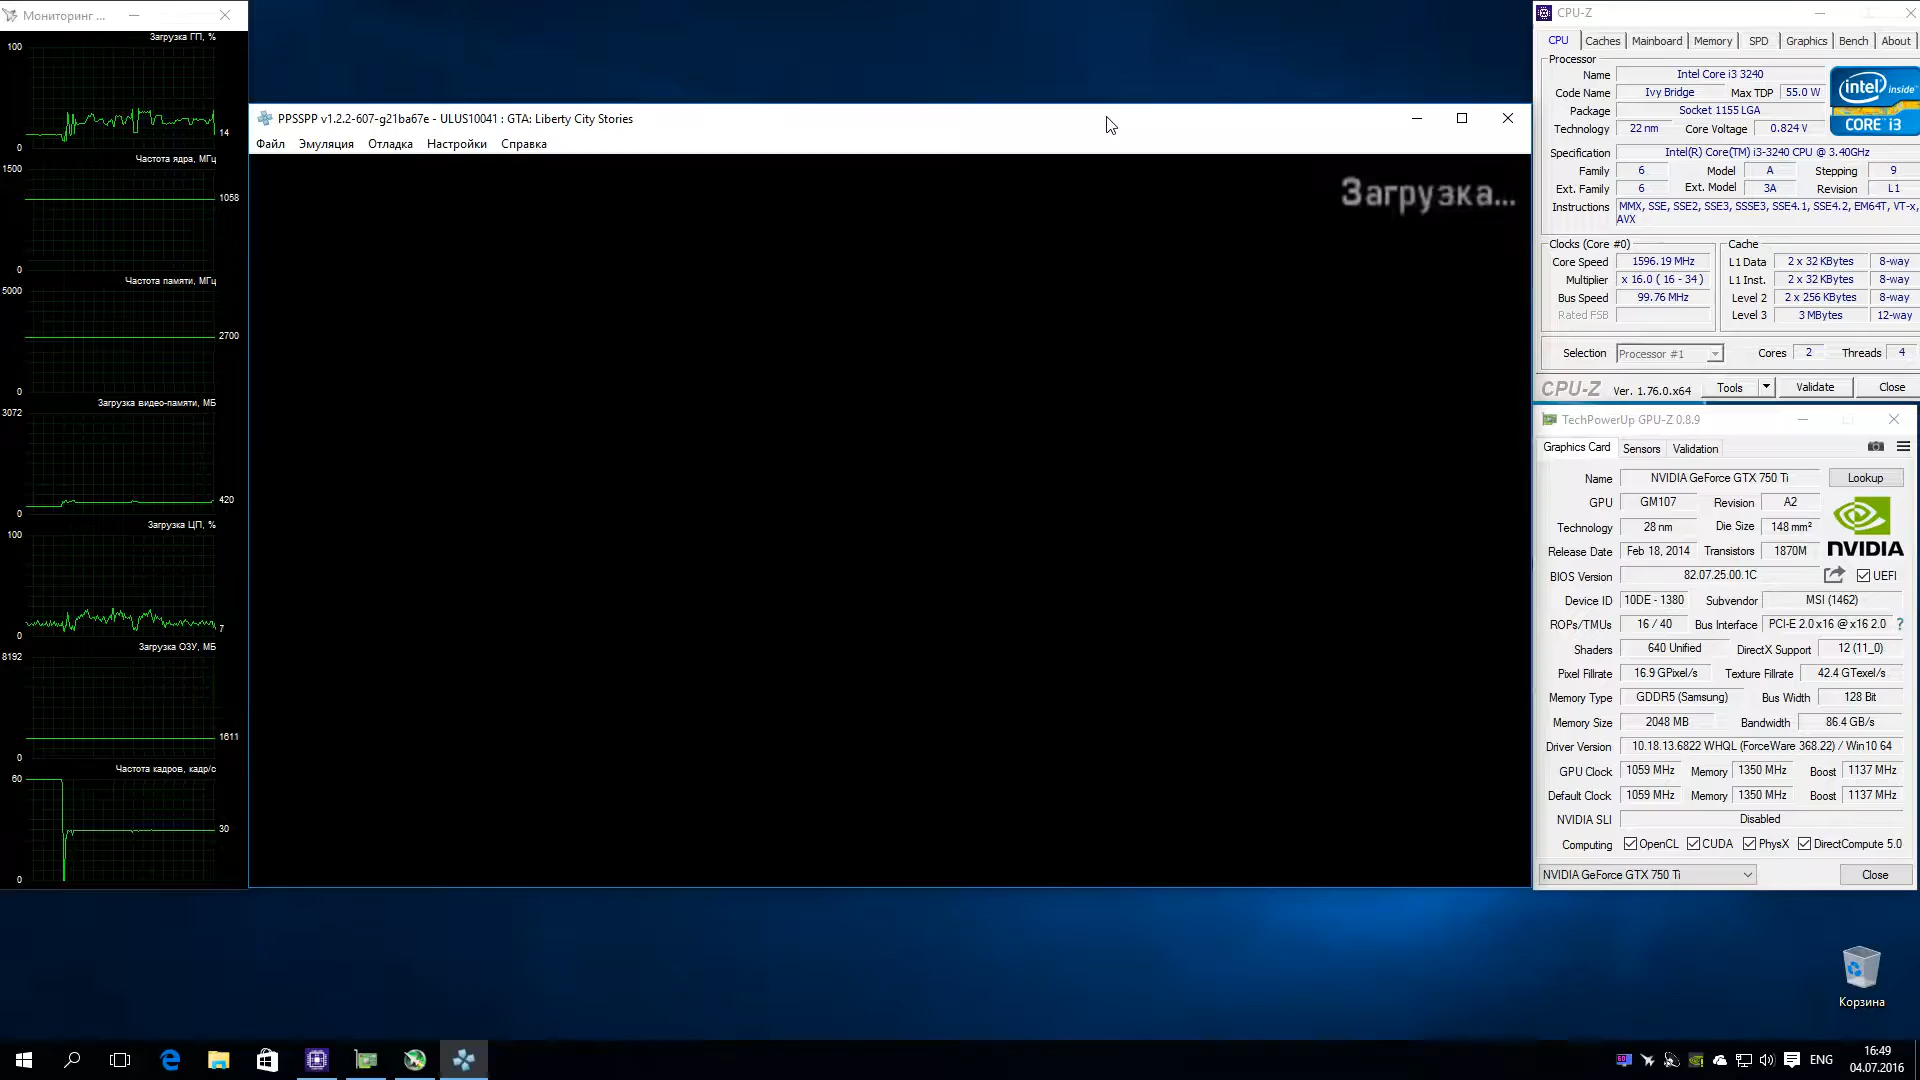 Мониторинг ...
Загрузка ГП, %
100
14
0
Частота ядра, МГц
1500
1058
0
Частота памяти, МГц
5000
2700
0
Загрузка видео-памяти, МБ
3072
420
0
Загрузка ЦП, %
100
7
0
Загрузка ОЗУ, МБ
8192
1611
0
Частота кадров, кадр/с
60
30
0
PPSSPP v1.2.2-607-g21ba67e - ULUS10041 : GTA: Liberty City Stories
Файл Эмуляция Отладка Настройки Справка
Загрузка...
CPU-Z
CPU Caches Mainboard Memory SPD Graphics Bench About
Processor
Name Intel Core i3 3240
Code Name Ivy Bridge Max TDP 55.0 W
Package Socket 1155 LGA
Technology 22 nm Core Voltage 0.824 V
intel inside™
CORE i3
Specification Intel(R) Core(TM) i3-3240 CPU @ 3.40GHz
Family 6 Model A Stepping 9
Ext. Family 6 Ext. Model 3A Revision L1
Instructions MMX, SSE, SSE2, SSE3, SSSE3, SSE4.1, SSE4.2, EM64T, VT-x,
AVX
Clocks (Core #0)
Core Speed 1596.19 MHz
Multiplier x 16.0 ( 16 - 34 )
Bus Speed 99.76 MHz
Rated FSB
Cache
L1 Data 2 x 32 KBytes 8-way
L1 Inst. 2 x 32 KBytes 8-way
Level 2 2 x 256 KBytes 8-way
Level 3 3 MBytes 12-way
Selection Processor #1 Cores 2 Threads 4
CPU-Z Ver. 1.76.0.x64 Tools Validate Close
TechPowerUp GPU-Z 0.8.9
Graphics Card Sensors Validation
Name NVIDIA GeForce GTX 750 Ti Lookup
GPU GM107 Revision A2
Technology 28 nm Die Size 148 mm²
Release Date Feb 18, 2014 Transistors 1870M
NVIDIA
BIOS Version 82.07.25.00.1C UEFI
Device ID 10DE - 1380 Subvendor MSI (1462)
ROPs/TMUs 16 / 40 Bus Interface PCI-E 2.0 x16 @ x16 2.0 ?
Shaders 640 Unified DirectX Support 12 (11_0)
Pixel Fillrate 16.9 GPixel/s Texture Fillrate 42.4 GTexel/s
Memory Type GDDR5 (Samsung) Bus Width 128 Bit
Memory Size 2048 MB Bandwidth 86.4 GB/s
Driver Version 10.18.13.6822 WHQL (ForceWare 368.22) / Win10 64
GPU Clock 1059 MHz Memory 1350 MHz Boost 1137 MHz
Default Clock 1059 MHz Memory 1350 MHz Boost 1137 MHz
NVIDIA SLI Disabled
Computing OpenCL CUDA PhysX DirectCompute 5.0
NVIDIA GeForce GTX 750 Ti Close
Корзина
60
ENG
16:49
04.07.2016